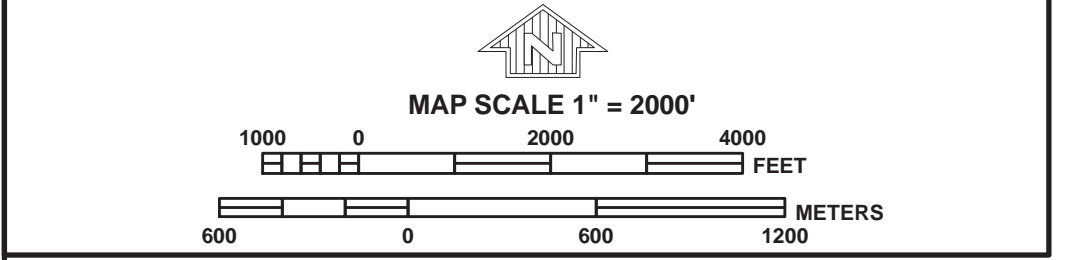 N
MAP SCALE 1" = 2000'
1000 0 2000 4000
FEET
METERS
600 0 600 1200